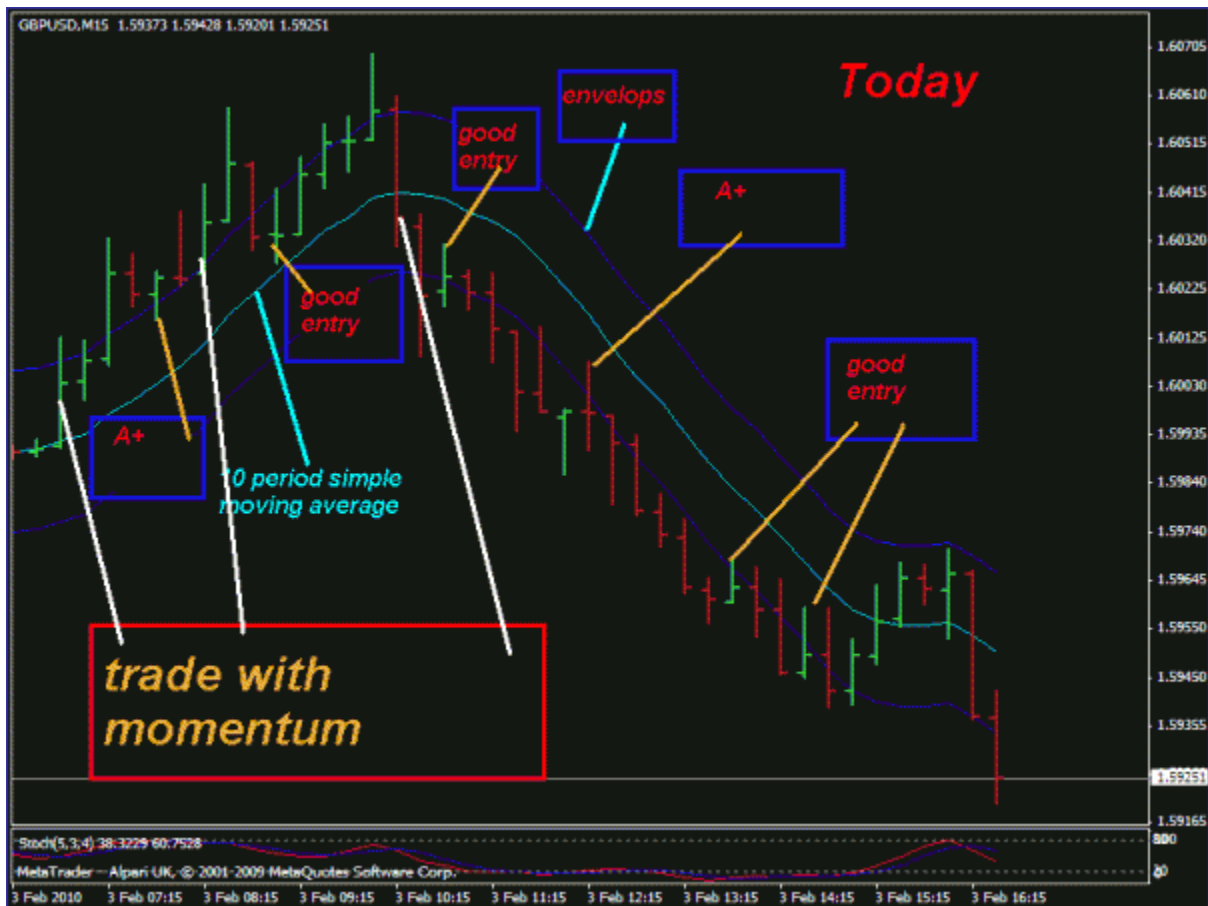 GBPUSD,M15 1.59373 1.59428 1.59201 1.59251
Today
envelops
good
entry
A+
good
entry
good
entry
A+
10 period simple
moving average
trade with
momentum
1.60705
1.60610
1.60515
1.60415
1.60320
1.60225
1.60125
1.60030
1.59935
1.59840
1.59740
1.59645
1.59550
1.59450
1.59355
1.59251
1.59165
Stoch(5,3,4) 38.3229 60.7528
MetaTrader - Alpari UK, © 2001-2009 MetaQuotes Software Corp.
3 Feb 2010
3 Feb 07:15
3 Feb 08:15
3 Feb 09:15
3 Feb 10:15
3 Feb 11:15
3 Feb 12:15
3 Feb 13:15
3 Feb 14:15
3 Feb 15:15
3 Feb 16:15